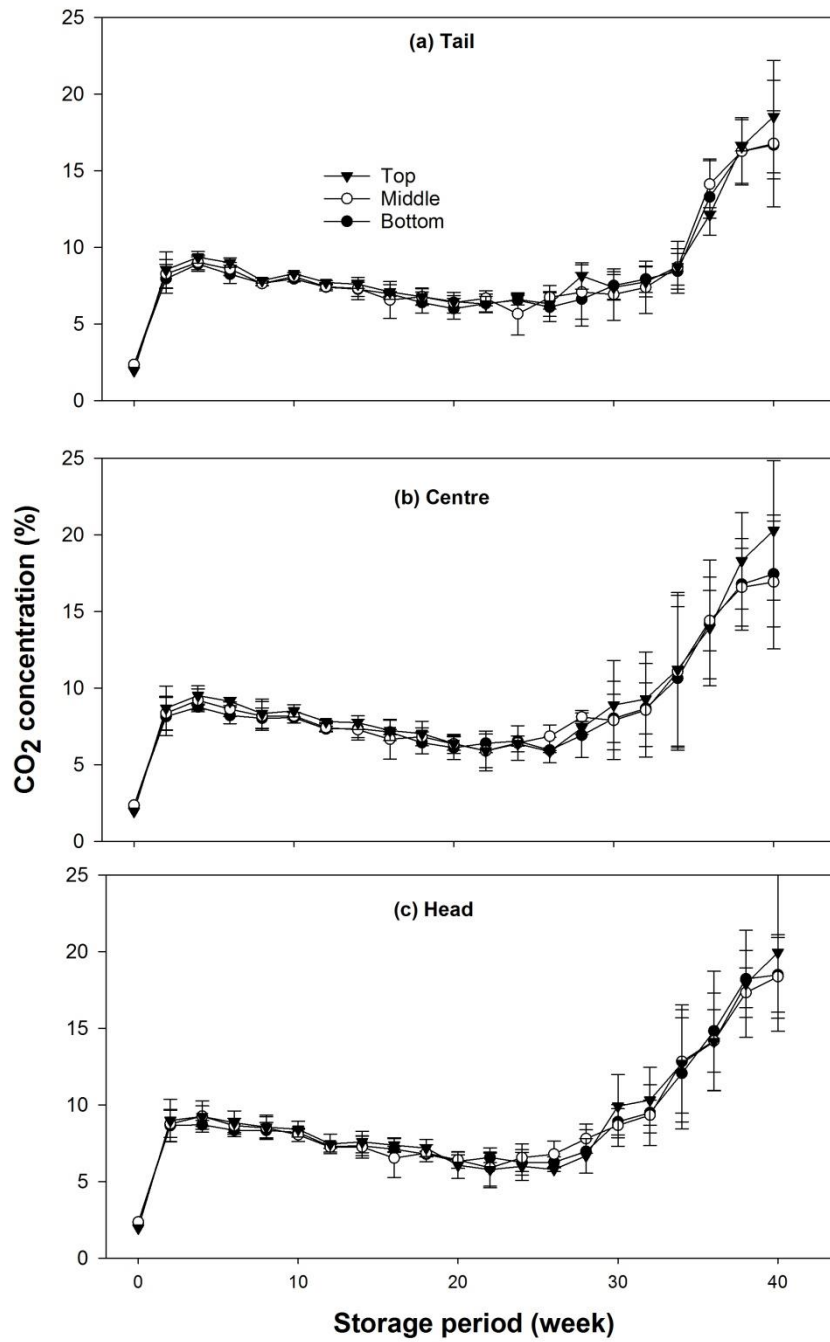 (a) Tail
25
20
15
10
5
0
Top
Middle
Bottom
(b) Centre
25
20
15
10
5
0
CO2 concentration (%)
(c) Head
25
20
15
10
5
0
0 10 20 30 40
Storage period (week)